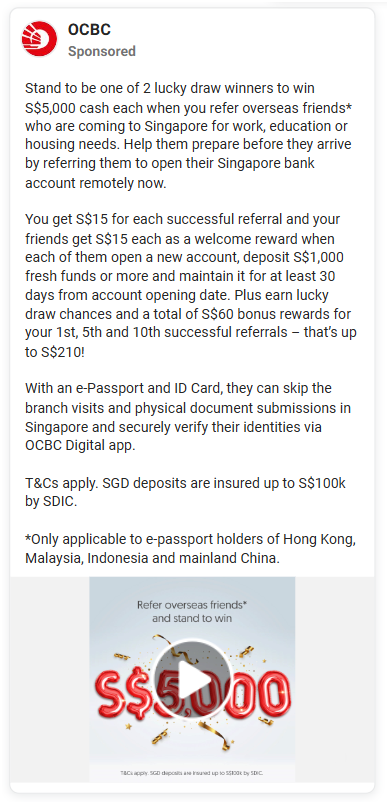 OCBC
Sponsored
Stand to be one of 2 lucky draw winners to win
S$5,000 cash each when you refer overseas friends*
who are coming to Singapore for work, education or
housing needs. Help them prepare before they arrive
by referring them to open their Singapore bank
account remotely now.
You get S$15 for each successful referral and your
friends get S$15 each as a welcome reward when
each of them open a new account, deposit S$1,000
fresh funds or more and maintain it for at least 30
days from account opening date. Plus earn lucky
draw chances and a total of S$60 bonus rewards for
your 1st, 5th and 10th successful referrals – that’s up
to S$210!
With an e-Passport and ID Card, they can skip the
branch visits and physical document submissions in
Singapore and securely verify their identities via
OCBC Digital app.
T&Cs apply. SGD deposits are insured up to S$100k
by SDIC.
*Only applicable to e-passport holders of Hong Kong,
Malaysia, Indonesia and mainland China.
Refer overseas friends*
and stand to win
S$5,000
T&Cs apply. SGD deposits are insured up to S$100k by SDIC.